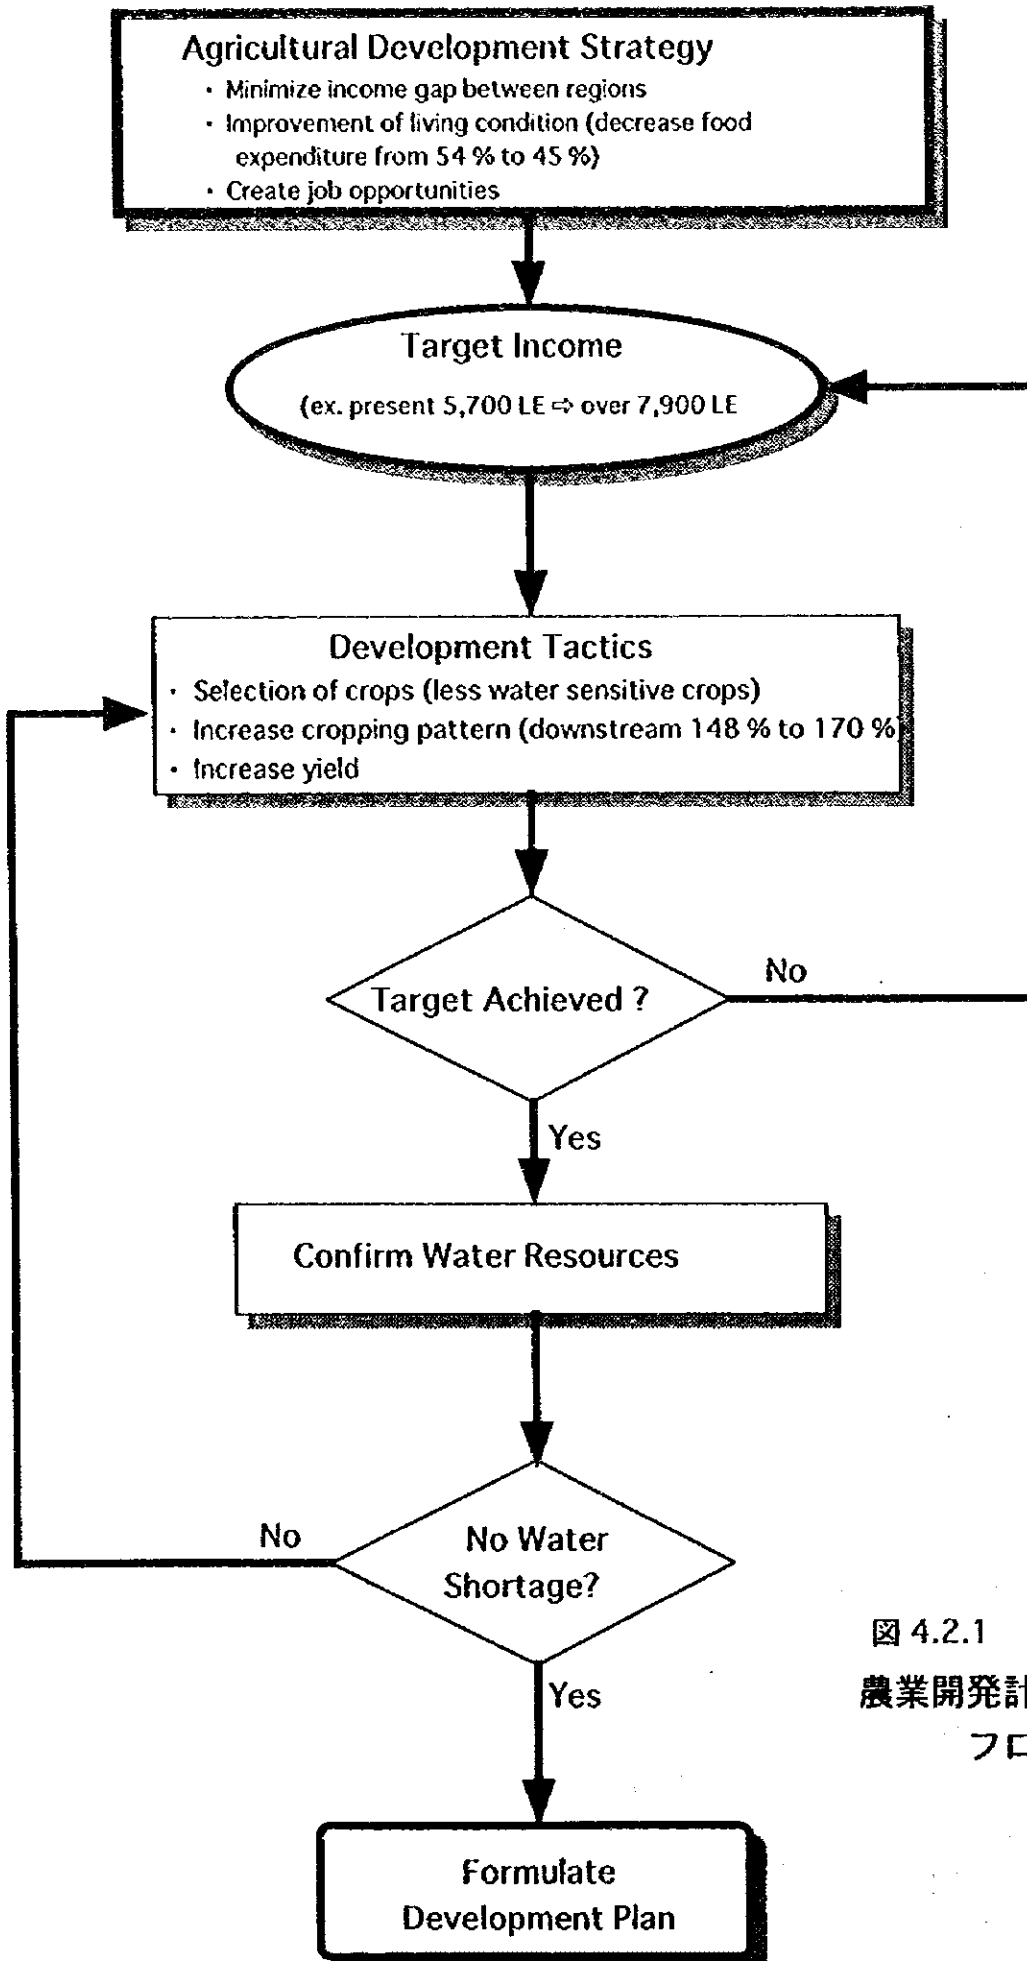 Agricultural Development Strategy
・ Minimize income gap between regions
・ Improvement of living condition (decrease food
expenditure from 54 % to 45 %)
・ Create job opportunities
Target Income
(ex. present 5,700 LE ⇨ over 7,900 LE
Development Tactics
・ Selection of crops (less water sensitive crops)
・ Increase cropping pattern (downstream 148 % to 170 %)
・ Increase yield
Target Achieved ?
No
Yes
Confirm Water Resources
No
No Water
Shortage?
Yes
図 4.2.1
農業開発計
フロ
Formulate
Development Plan